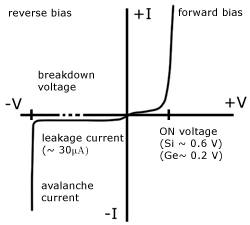 reverse bias
+I
forward bias
breakdown
voltage
-V
+V
leakage current
(~ 30μA)
ON voltage
(Si ~ 0.6 V)
(Ge~ 0.2 V)
avalanche
current
-I